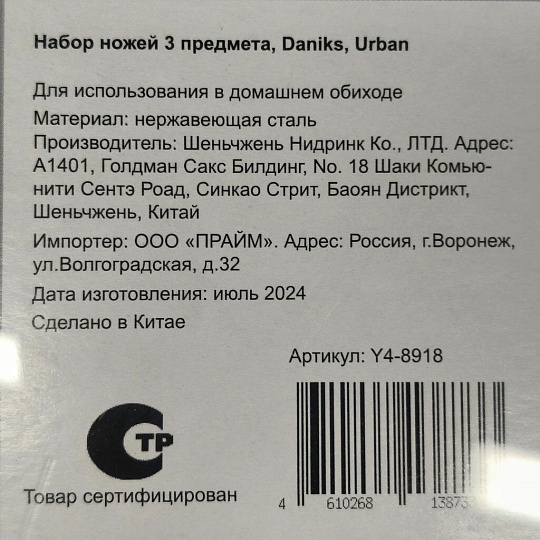 Набор ножей 3 предмета, Daniks, Urban
Для использования в домашнем обиходе
Материал: нержавеющая сталь
Производитель: Шеньчжень Нидринк Ко., ЛТД. Адрес:
А1401, Голдман Сакс Билдинг, No. 18 Шаки Комью-
нити Сентэ Роад, Синкао Стрит, Баоян Дистрикт,
Шеньчжень, Китай
Импортер: ООО «ПРАЙМ». Адрес: Россия, г.Воронеж,
ул.Волгоградская, д.32
Дата изготовления: июль 2024
Сделано в Китае
Артикул: Y4-8918
СТР
Товар сертифицирован
4 610268